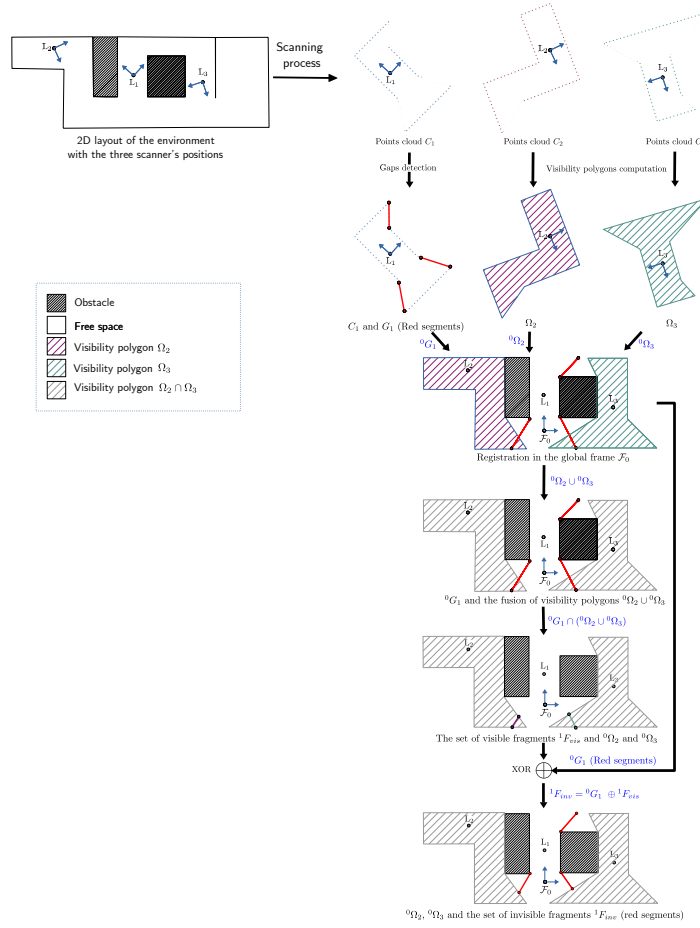 L₂
L₁
L₃
Scanning
process
2D layout of the environment
with the three scanner's positions
L₁
L₂
L₃
Points cloud C₁
Points cloud C₂
Points cloud C
Gaps detection
Visibility polygons computation
L₁
L₂
L₃
C₁ and G₁ (Red segments)
Ω₂
Ω₃
Obstacle
Free space
Visibility polygon Ω₂
Visibility polygon Ω₃
Visibility polygon Ω₂ ∩ Ω₃
⁰G₁
⁰Ω₂
⁰Ω₃
L₂
L₁
L₃
F₀
Registration in the global frame F₀
⁰Ω₂ ∪ ⁰Ω₃
L₂
L₁
L₃
F₀
⁰G₁ and the fusion of visibility polygons ⁰Ω₂ ∪ ⁰Ω₃
⁰G₁ ∩ (⁰Ω₂ ∪ ⁰Ω₃)
L₂
L₁
L₂
F₀
The set of visible fragments ¹Fᵥᵢₛ and ⁰Ω₂ and ⁰Ω₃
⁰G₁ (Red segments)
XOR
¹Fᵢₙᵥ = ⁰G₁ ⊕ ¹Fᵥᵢₛ
L₂
L₁
L₃
F₀
⁰Ω₂, ⁰Ω₃ and the set of invisible fragments ¹Fᵢₙᵥ (red segments)